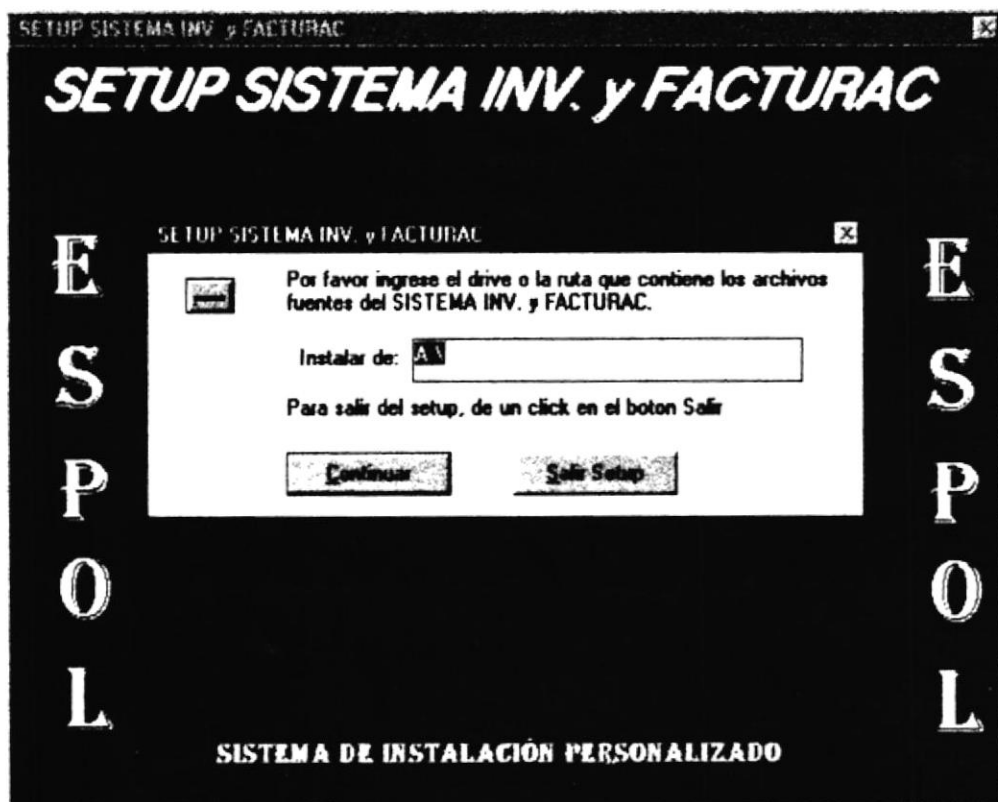 SETUP SISTEMA INV. y FACTURAC
SETUP SISTEMA INV. y FACTURAC
SETUP SISTEMA INV. y FACTURAC
Por favor ingrese el drive o la ruta que contiene los archivos
fuentes del SISTEMA INV. y FACTURAC.
Instalar de: A:\
Para salir del setup, de un click en el boton Salir
Continuar Salir Setup
ESPOL
ESPOL
SISTEMA DE INSTALACIÓN PERSONALIZADO